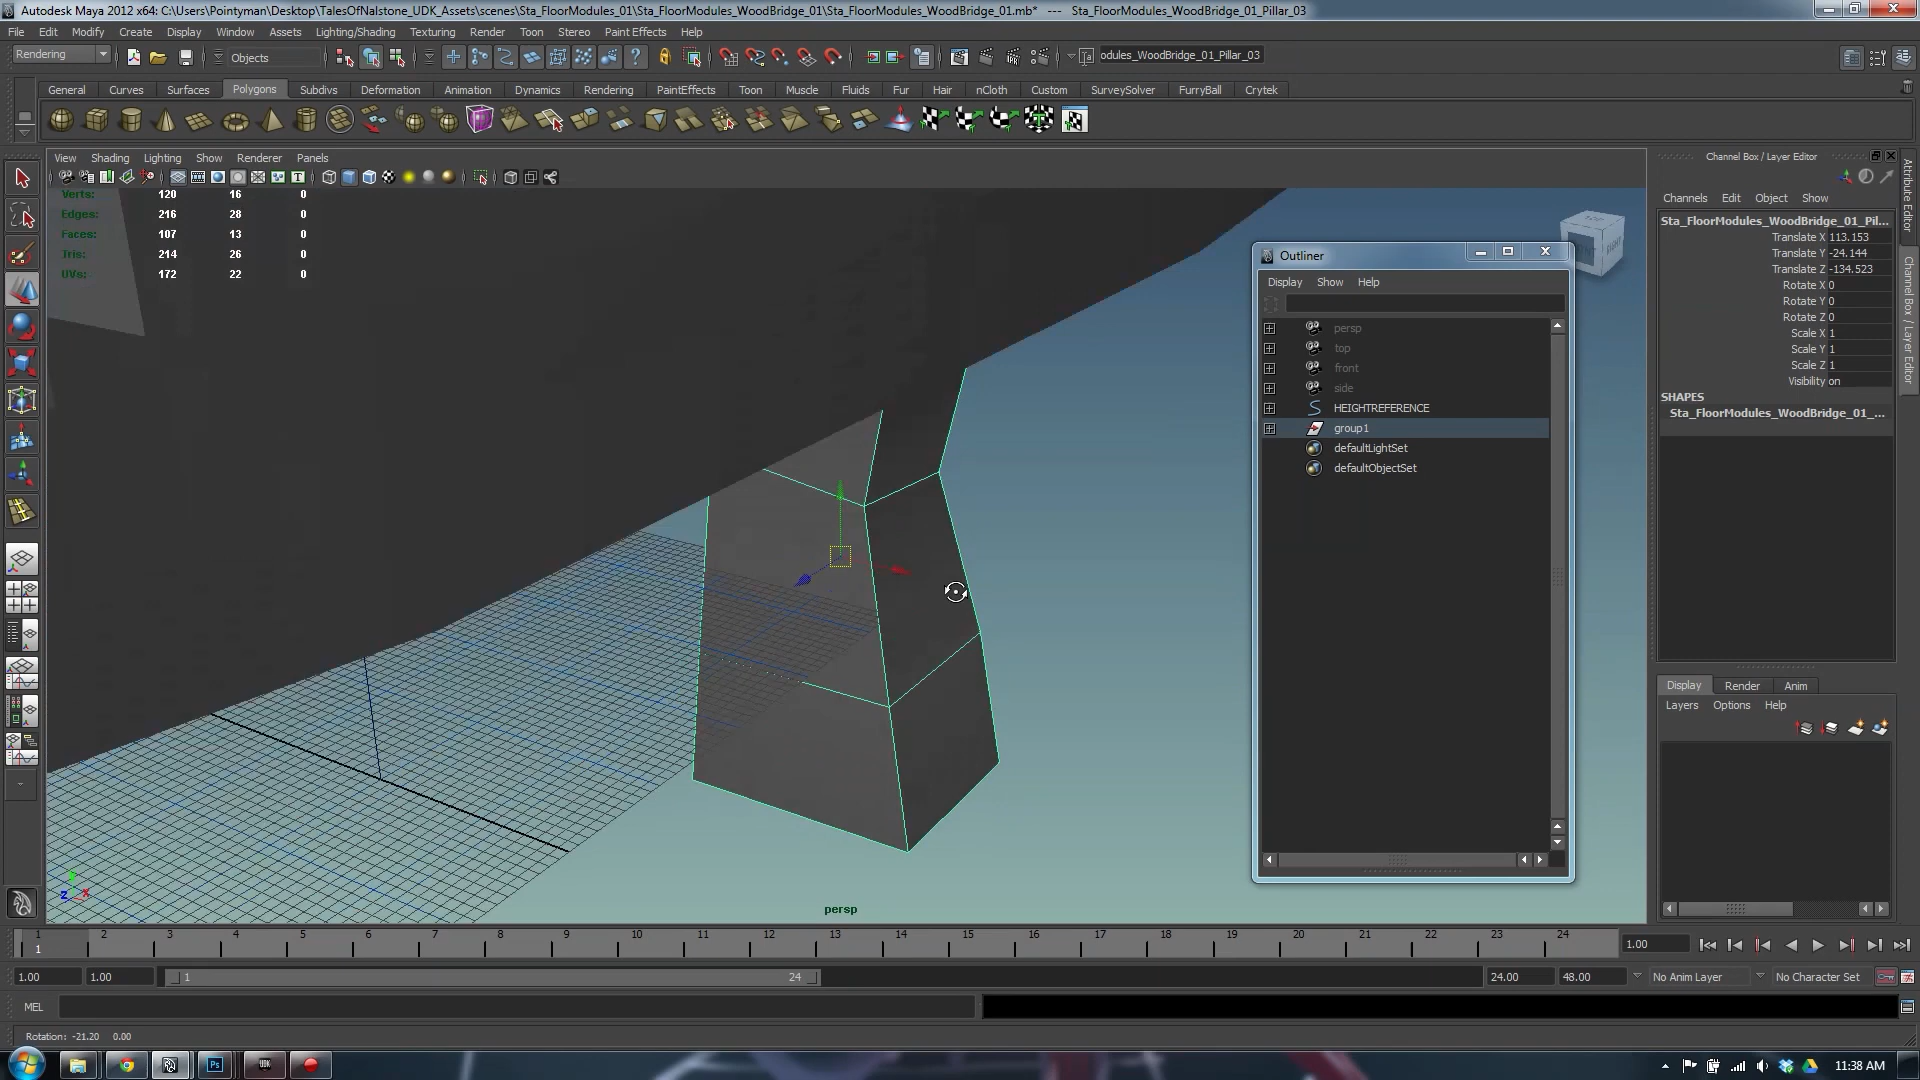 Autodesk Maya 2012 x64: C:\Users\Pointyman\Desktop\TalesOfNalstone_UDK_Assets\scenes\Sta_FloorModules_01\Sta_FloorModules_WoodBridge_01\Sta_FloorModules_WoodBridge_01.mb* --- Sta_FloorModules_WoodBridge_01_Pillar_03
File Edit Modify Create Display Window Assets Lighting/Shading Texturing Render Toon Stereo Paint Effects Help
Rendering Objects odules_WoodBridge_01_Pillar_03
General Curves Surfaces Polygons Subdivs Deformation Animation Dynamics Rendering PaintEffects Toon Muscle Fluids Fur Hair nCloth Custom SurveySolver FurryBall Crytek
View Shading Lighting Show Renderer Panels
Verts: 120 16 0
Edges: 216 28 0
Faces: 107 13 0
Tris: 214 26 0
UVs: 172 22 0
persp
Outliner
Display Show Help
persp
top
front
side
HEIGHTREFERENCE
group1
defaultLightSet
defaultObjectSet
Channel Box / Layer Editor
Channels Edit Object Show
Sta_FloorModules_WoodBridge_01_Pil...
Translate X 113.153
Translate Y -24.144
Translate Z -134.523
Rotate X 0
Rotate Y 0
Rotate Z 0
Scale X 1
Scale Y 1
Scale Z 1
Visibility on
SHAPES
Sta_FloorModules_WoodBridge_01_...
Attribute Editor
Channel Box / Layer Editor
Display Render Anim
Layers Options Help
1 2 3 4 5 6 7 8 9 10 11 12 13 14 15 16 17 18 19 20 21 22 23 24
1
1.00
1.00 1.00 1 24 24.00 48.00 No Anim Layer No Character Set
MEL
Rotation: -21.20 0.00
11:38 AM